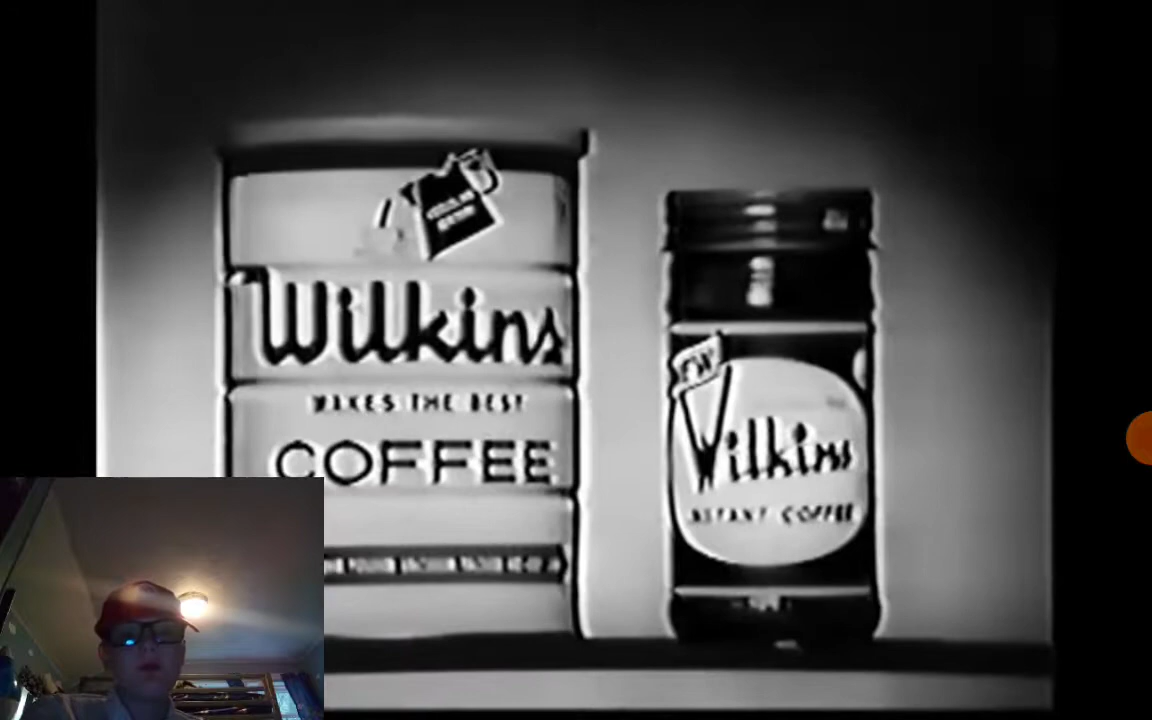 Wilkins
MAKES THE BEST
COFFEE
Wilkins
INSTANT COFFEE